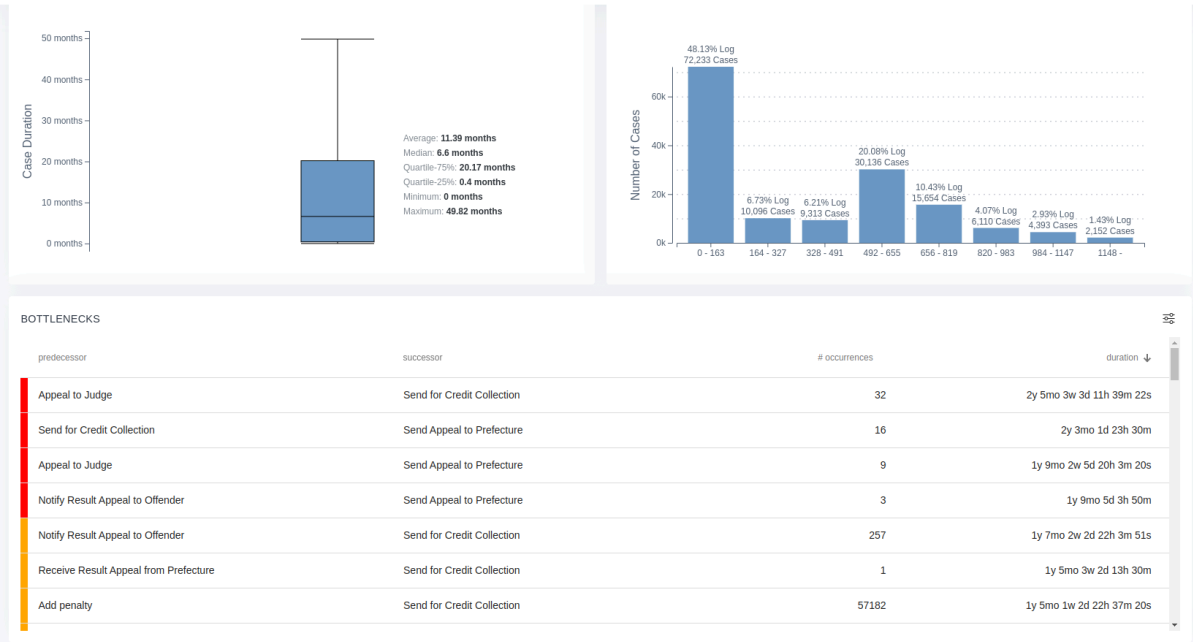 50 months
40 months
30 months
20 months
10 months
0 months
Case Duration
Average: 11.39 months
Median: 6.6 months
Quartile-75%: 20.17 months
Quartile-25%: 0.4 months
Minimum: 0 months
Maximum: 49.82 months
60k
40k
20k
0k
Number of Cases
48.13% Log
72,233 Cases
6.73% Log
10,096 Cases
6.21% Log
9,313 Cases
20.08% Log
30,136 Cases
10.43% Log
15,654 Cases
4.07% Log
6,110 Cases
2.93% Log
4,393 Cases
1.43% Log
2,152 Cases
0 - 163 164 - 327 328 - 491 492 - 655 656 - 819 820 - 983 984 - 1147 1148 -
BOTTLENECKS
predecessor successor # occurrences duration
Appeal to Judge Send for Credit Collection 32 2y 5mo 3w 3d 11h 39m 22s
Send for Credit Collection Send Appeal to Prefecture 16 2y 3mo 1d 23h 30m
Appeal to Judge Send Appeal to Prefecture 9 1y 9mo 2w 5d 20h 3m 20s
Notify Result Appeal to Offender Send Appeal to Prefecture 3 1y 9mo 5d 3h 50m
Notify Result Appeal to Offender Send for Credit Collection 257 1y 7mo 2w 2d 22h 3m 51s
Receive Result Appeal from Prefecture Send for Credit Collection 1 1y 5mo 3w 2d 13h 30m
Add penalty Send for Credit Collection 57182 1y 5mo 1w 2d 22h 37m 20s